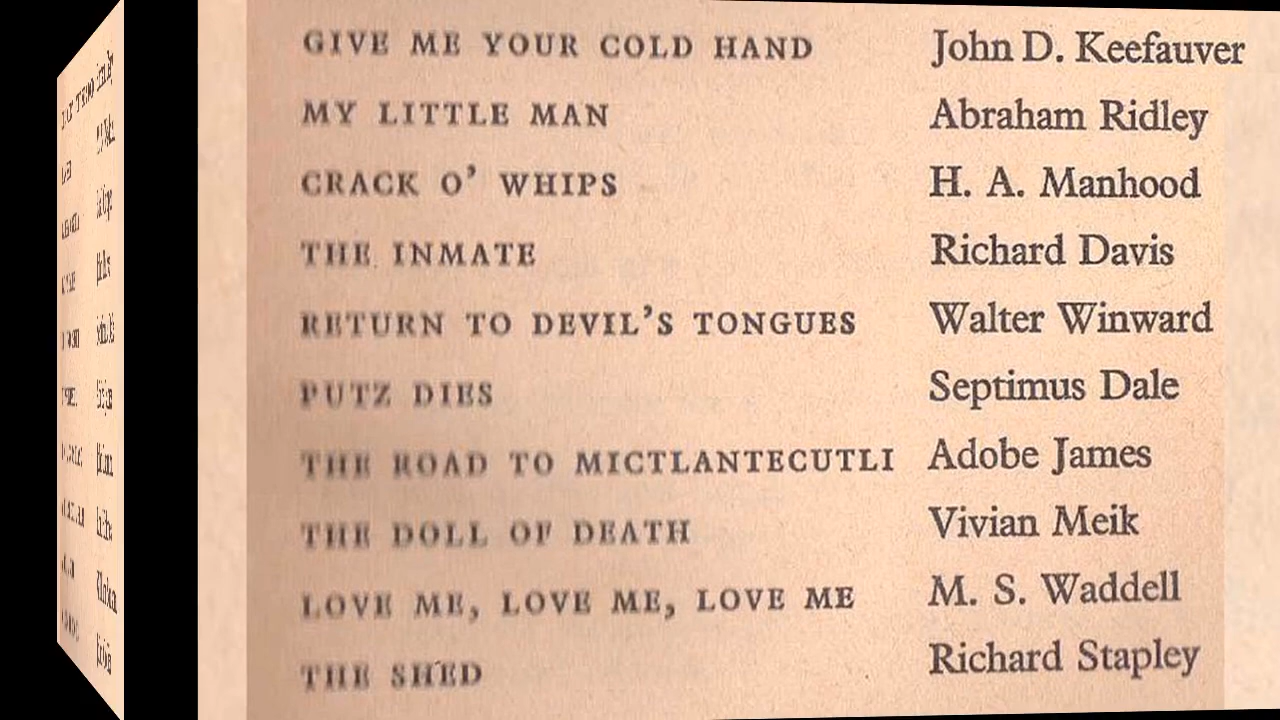 GIVE ME YOUR COLD HAND John D. Keefauver
MY LITTLE MAN Abraham Ridley
CRACK O' WHIPS H. A. Manhood
THE INMATE Richard Davis
RETURN TO DEVIL'S TONGUES Walter Winward
PUTZ DIES Septimus Dale
THE ROAD TO MICTLANTECUTLI Adobe James
THE DOLL OF DEATH Vivian Meik
LOVE ME, LOVE ME, LOVE ME M. S. Waddell
THE SHED Richard Stapley